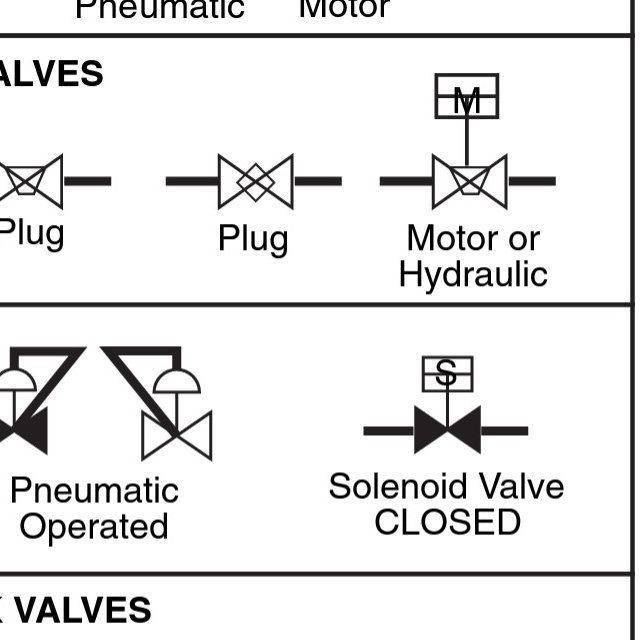 Pneumatic Motor
ALVES
M
Plug Plug Motor or
Hydraulic
S
Pneumatic
Operated
Solenoid Valve
CLOSED
VALVES